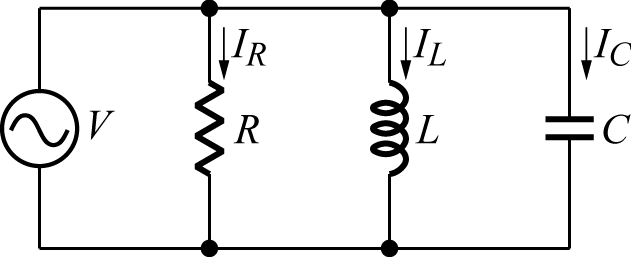 I_R I_L I_C
V R L C